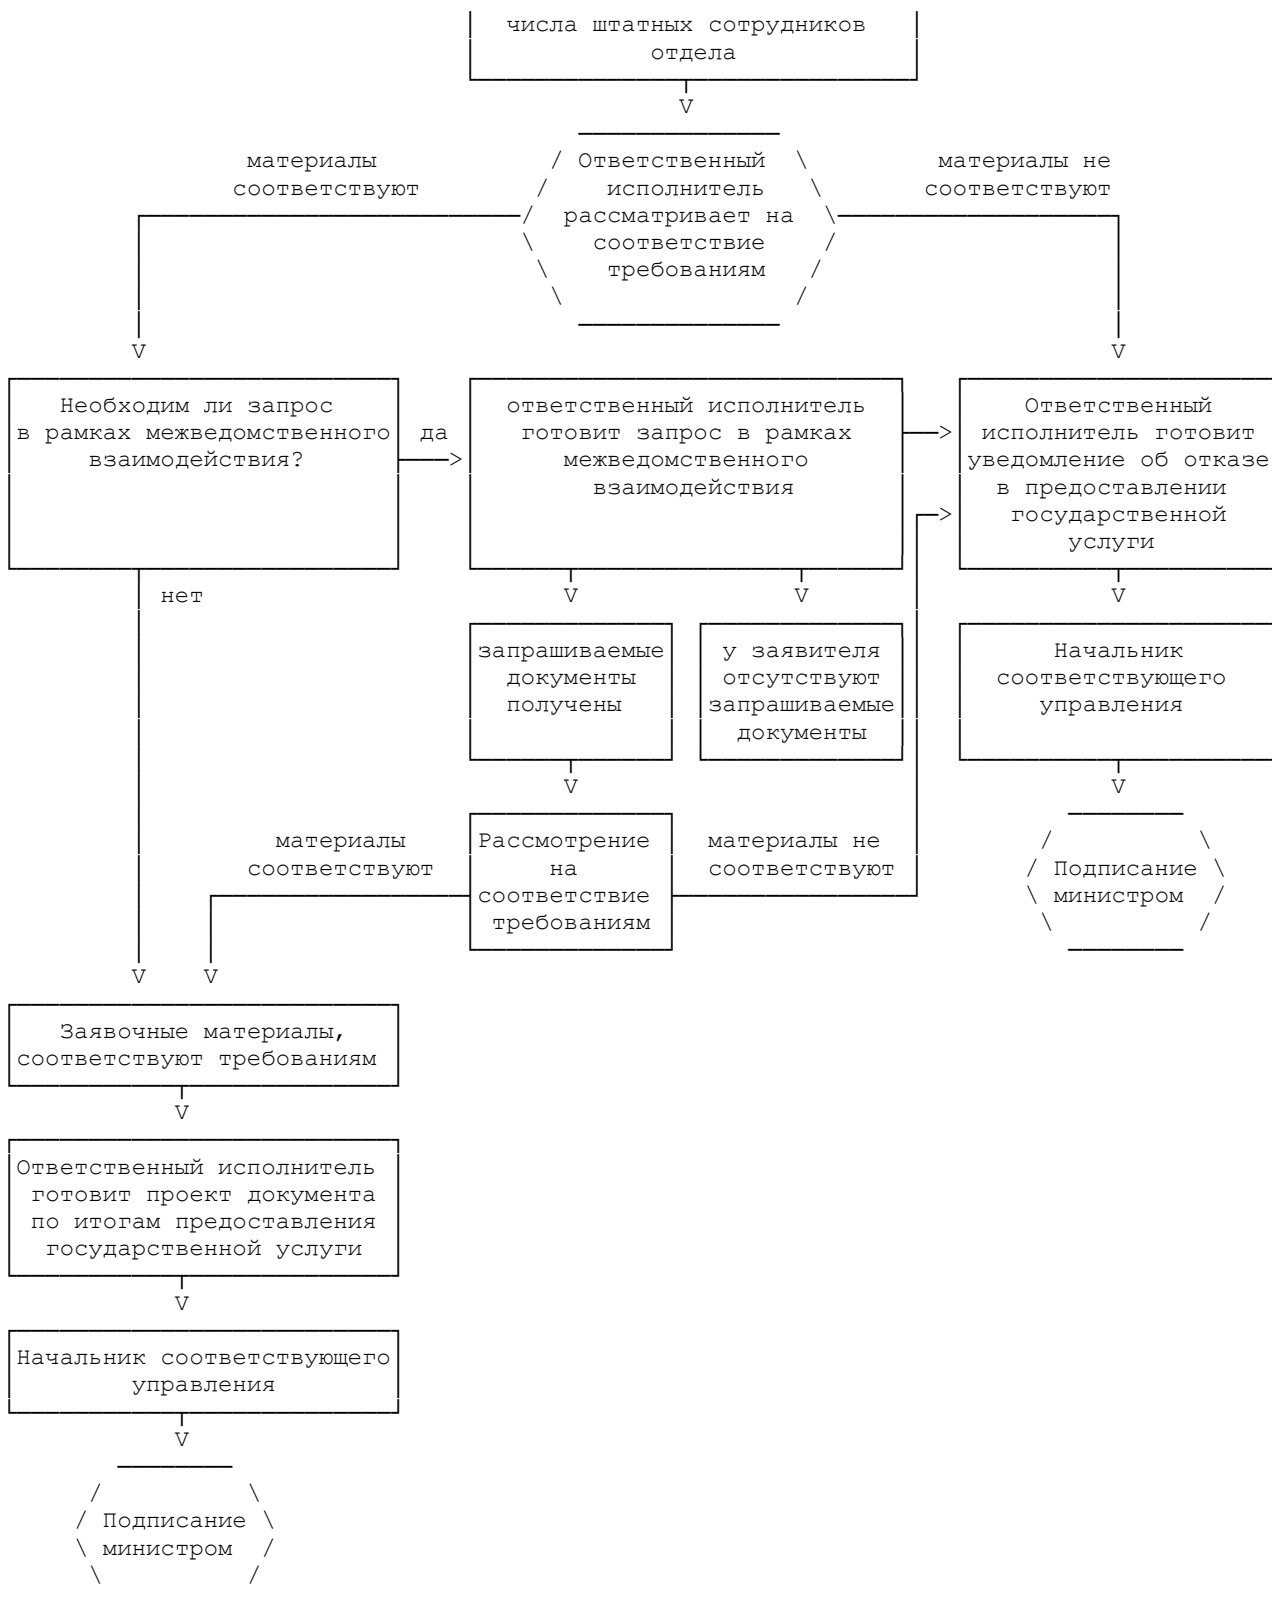 числа штатных сотрудников
отдела
V
материалы
соответствуют
Ответственный
исполнитель
рассматривает на
соответствие
требованиям
материалы не
соответствуют
V
V
Необходим ли запрос
в рамках межведомственного
взаимодействия?
да
>
ответственный исполнитель
готовит запрос в рамках
межведомственного
взаимодействия
>
>
Ответственный
исполнитель готовит
уведомление об отказе
в предоставлении
государственной
услуги
нет
V
V
V
запрашиваемые
документы
получены
у заявителя
отсутствуют
запрашиваемые
документы
Начальник
соответствующего
управления
V
V
материалы
соответствуют
Рассмотрение
на
соответствие
требованиям
материалы не
соответствуют
Подписание
министром
V
V
Заявочные материалы,
соответствуют требованиям
V
Ответственный исполнитель
готовит проект документа
по итогам предоставления
государственной услуги
V
Начальник соответствующего
управления
V
Подписание
министром